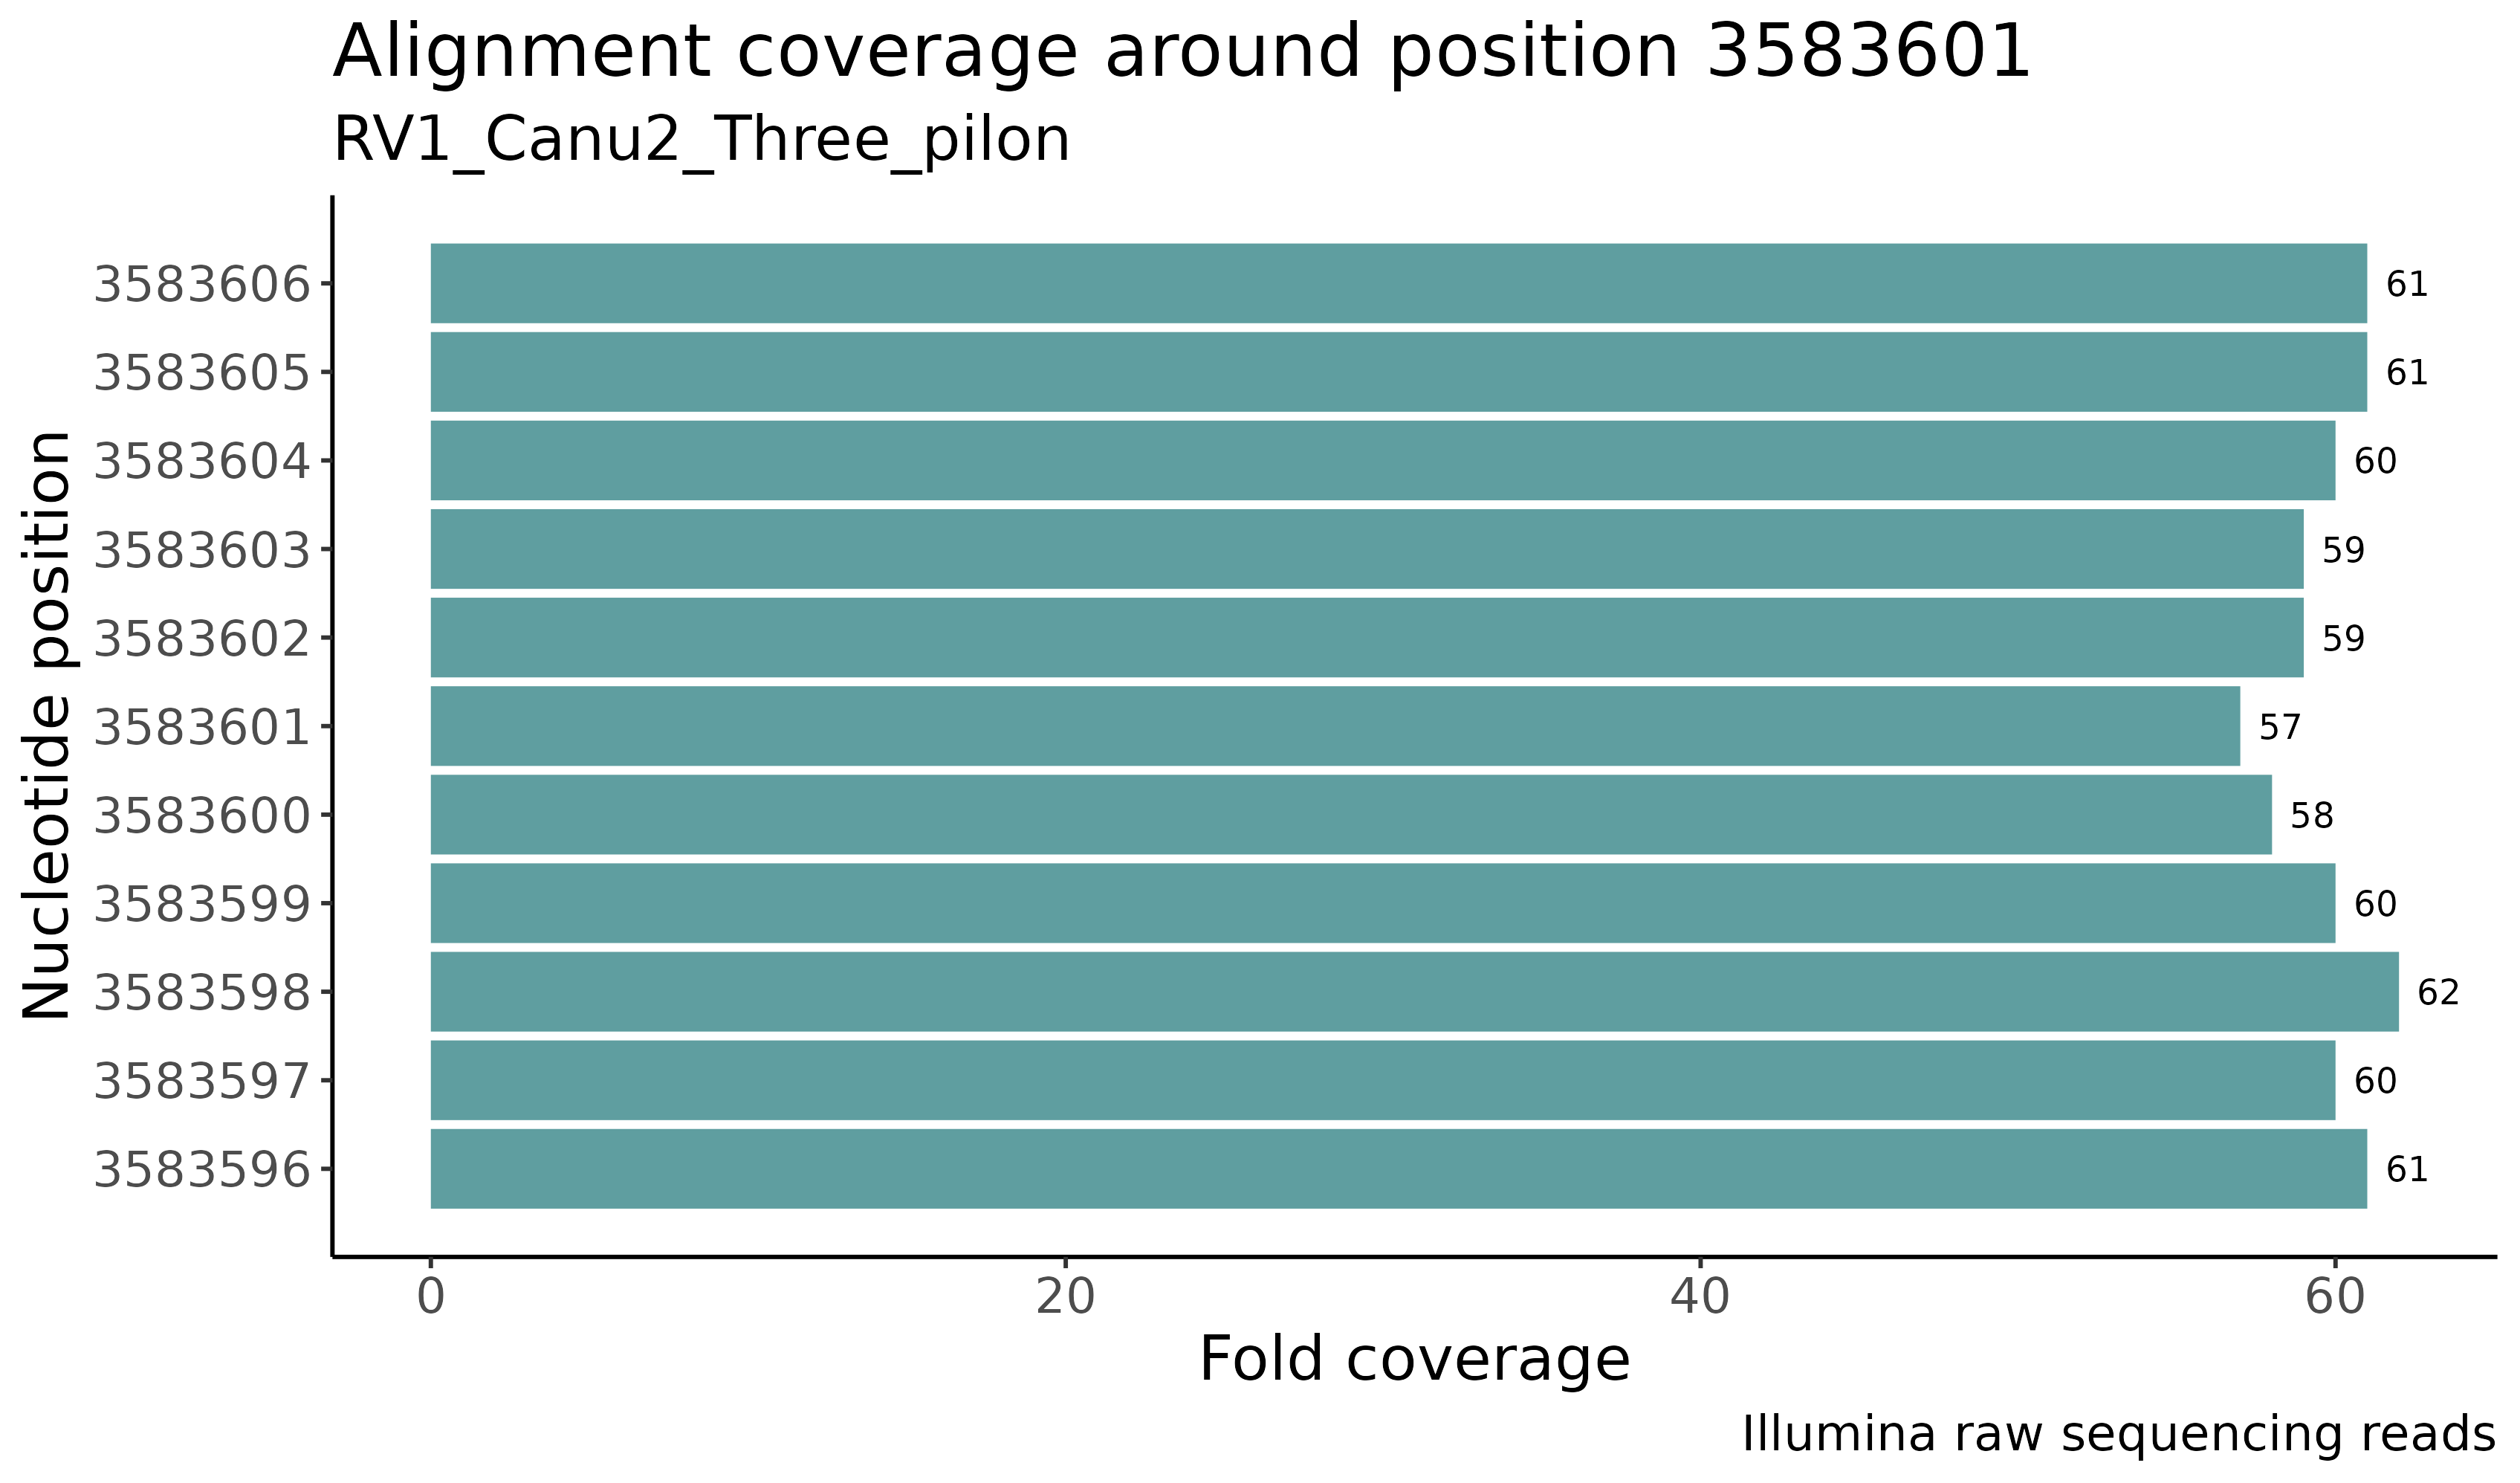 Alignment coverage around position 3583601
RV1_Canu2_Three_pilon
Nucleotide position
3583606 61
3583605 61
3583604 60
3583603 59
3583602 59
3583601 57
3583600 58
3583599 60
3583598 62
3583597 60
3583596 61
0 20 40 60
Fold coverage
Illumina raw sequencing reads